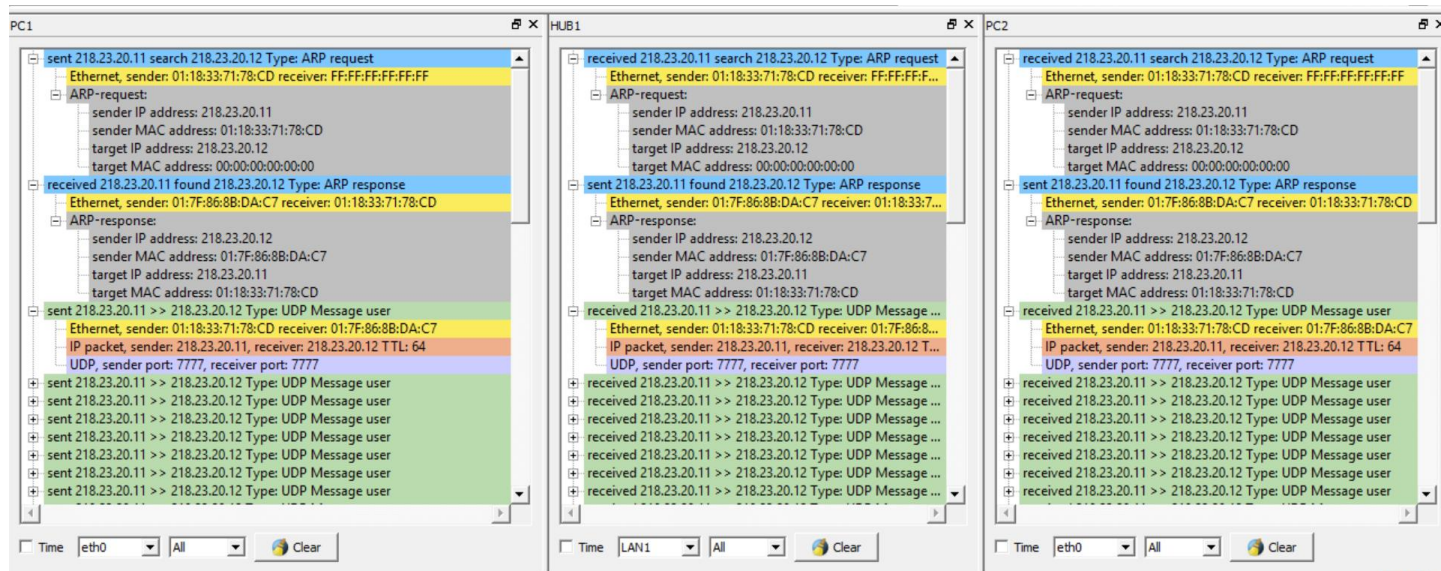 PC1
sent 218.23.20.11 search 218.23.20.12 Type: ARP request
Ethernet, sender: 01:18:33:71:78:CD receiver: FF:FF:FF:FF:FF:FF
ARP-request:
sender IP address: 218.23.20.11
sender MAC address: 01:18:33:71:78:CD
target IP address: 218.23.20.12
target MAC address: 00:00:00:00:00:00
received 218.23.20.11 found 218.23.20.12 Type: ARP response
Ethernet, sender: 01:7F:86:8B:DA:C7 receiver: 01:18:33:71:78:CD
ARP-response:
sender IP address: 218.23.20.12
sender MAC address: 01:7F:86:8B:DA:C7
target IP address: 218.23.20.11
target MAC address: 01:18:33:71:78:CD
sent 218.23.20.11 >> 218.23.20.12 Type: UDP Message user
Ethernet, sender: 01:18:33:71:78:CD receiver: 01:7F:86:8B:DA:C7
IP packet, sender: 218.23.20.11, receiver: 218.23.20.12 TTL: 64
UDP, sender port: 7777, receiver port: 7777
sent 218.23.20.11 >> 218.23.20.12 Type: UDP Message user
sent 218.23.20.11 >> 218.23.20.12 Type: UDP Message user
sent 218.23.20.11 >> 218.23.20.12 Type: UDP Message user
sent 218.23.20.11 >> 218.23.20.12 Type: UDP Message user
sent 218.23.20.11 >> 218.23.20.12 Type: UDP Message user
sent 218.23.20.11 >> 218.23.20.12 Type: UDP Message user
sent 218.23.20.11 >> 218.23.20.12 Type: UDP Message user
Time eth0 All Clear
HUB1
received 218.23.20.11 search 218.23.20.12 Type: ARP request
Ethernet, sender: 01:18:33:71:78:CD receiver: FF:FF:FF:F...
ARP-request:
sender IP address: 218.23.20.11
sender MAC address: 01:18:33:71:78:CD
target IP address: 218.23.20.12
target MAC address: 00:00:00:00:00:00
sent 218.23.20.11 found 218.23.20.12 Type: ARP response
Ethernet, sender: 01:7F:86:8B:DA:C7 receiver: 01:18:33:7...
ARP-response:
sender IP address: 218.23.20.12
sender MAC address: 01:7F:86:8B:DA:C7
target IP address: 218.23.20.11
target MAC address: 01:18:33:71:78:CD
received 218.23.20.11 >> 218.23.20.12 Type: UDP Message ...
Ethernet, sender: 01:18:33:71:78:CD receiver: 01:7F:86:8...
IP packet, sender: 218.23.20.11, receiver: 218.23.20.12 T...
UDP, sender port: 7777, receiver port: 7777
received 218.23.20.11 >> 218.23.20.12 Type: UDP Message ...
received 218.23.20.11 >> 218.23.20.12 Type: UDP Message ...
received 218.23.20.11 >> 218.23.20.12 Type: UDP Message ...
received 218.23.20.11 >> 218.23.20.12 Type: UDP Message ...
received 218.23.20.11 >> 218.23.20.12 Type: UDP Message ...
received 218.23.20.11 >> 218.23.20.12 Type: UDP Message ...
received 218.23.20.11 >> 218.23.20.12 Type: UDP Message ...
Time LAN1 All Clear
PC2
received 218.23.20.11 search 218.23.20.12 Type: ARP request
Ethernet, sender: 01:18:33:71:78:CD receiver: FF:FF:FF:FF:FF:FF
ARP-request:
sender IP address: 218.23.20.11
sender MAC address: 01:18:33:71:78:CD
target IP address: 218.23.20.12
target MAC address: 00:00:00:00:00:00
sent 218.23.20.11 found 218.23.20.12 Type: ARP response
Ethernet, sender: 01:7F:86:8B:DA:C7 receiver: 01:18:33:71:78:CD
ARP-response:
sender IP address: 218.23.20.12
sender MAC address: 01:7F:86:8B:DA:C7
target IP address: 218.23.20.11
target MAC address: 01:18:33:71:78:CD
received 218.23.20.11 >> 218.23.20.12 Type: UDP Message user
Ethernet, sender: 01:18:33:71:78:CD receiver: 01:7F:86:8B:DA:C7
IP packet, sender: 218.23.20.11, receiver: 218.23.20.12 TTL: 64
UDP, sender port: 7777, receiver port: 7777
received 218.23.20.11 >> 218.23.20.12 Type: UDP Message user
received 218.23.20.11 >> 218.23.20.12 Type: UDP Message user
received 218.23.20.11 >> 218.23.20.12 Type: UDP Message user
received 218.23.20.11 >> 218.23.20.12 Type: UDP Message user
received 218.23.20.11 >> 218.23.20.12 Type: UDP Message user
received 218.23.20.11 >> 218.23.20.12 Type: UDP Message user
received 218.23.20.11 >> 218.23.20.12 Type: UDP Message user
Time eth0 All Clear